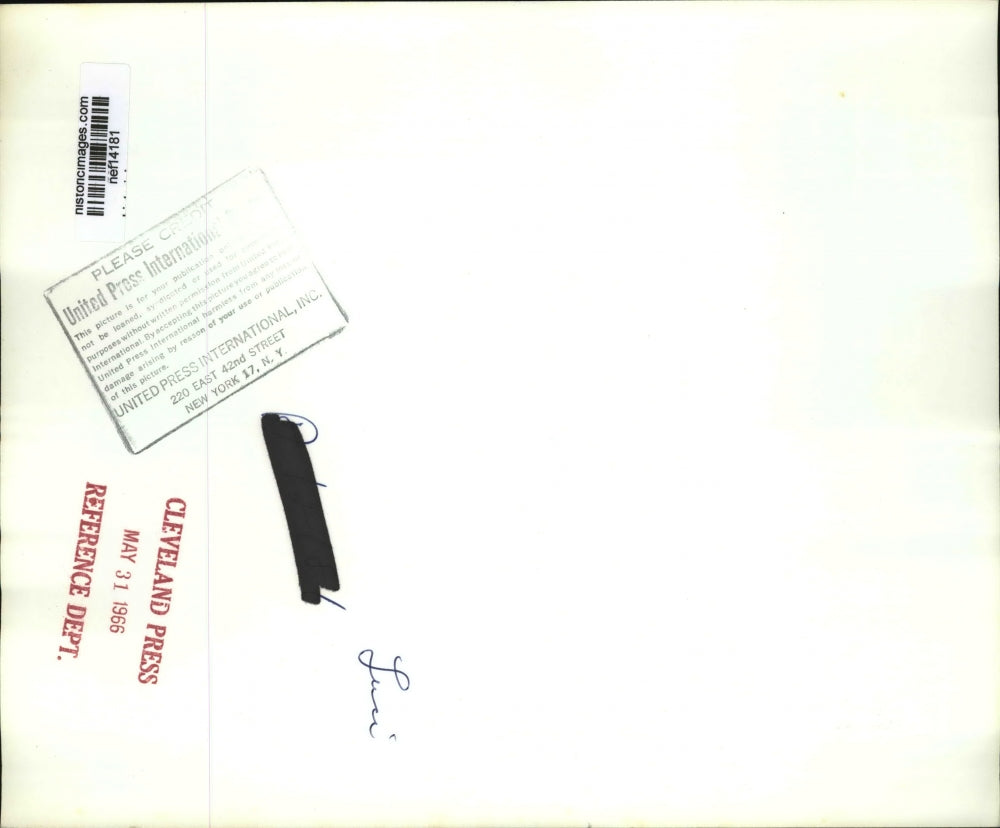 historicimages.com
nef14181
PLEASE CREDIT
United Press International
This picture is for your publication only
not be loaned, syndicated or used for
purposes without written permission from United
International. By accepting this picture you agree to
United Press International harmless from any loss or
damage arising by reason of your use or publication
of this picture.
UNITED PRESS INTERNATIONAL, INC.
220 EAST 42nd STREET
NEW YORK 17, N. Y.
CLEVELAND PRESS
MAY 31 1966
REFERENCE DEPT.
Luci